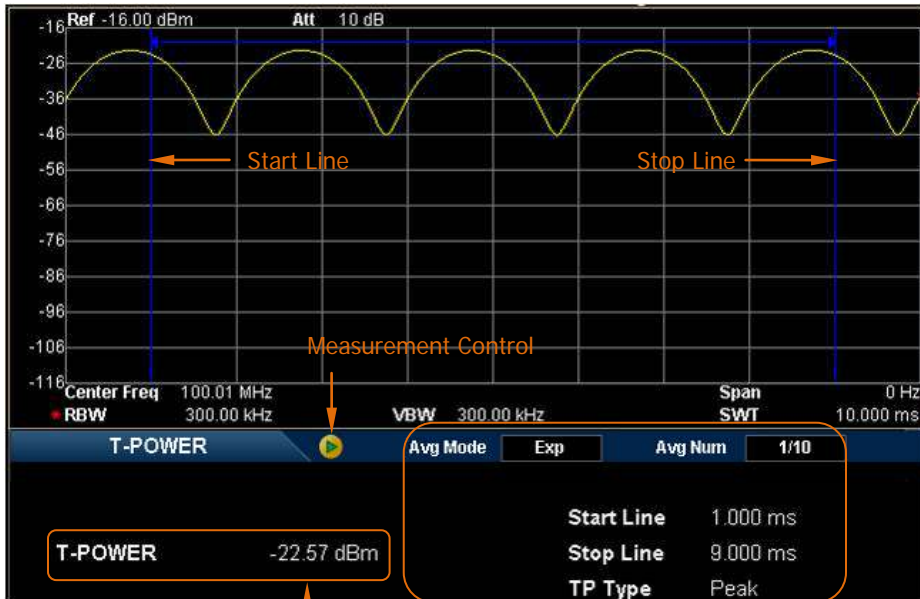 Ref -16.00 dBm Att 10 dB
-16
-26
-36
-46
Start Line Stop Line
-56
-66
-76
-86
-96
-106
Measurement Control
-116
Center Freq 100.01 MHz Span 0 Hz
RBW 300.00 kHz VBW 300.00 kHz SWT 10.000 ms
T-POWER Avg Mode Exp Avg Num 1/10
Start Line 1.000 ms
T-POWER -22.57 dBm Stop Line 9.000 ms
TP Type Peak